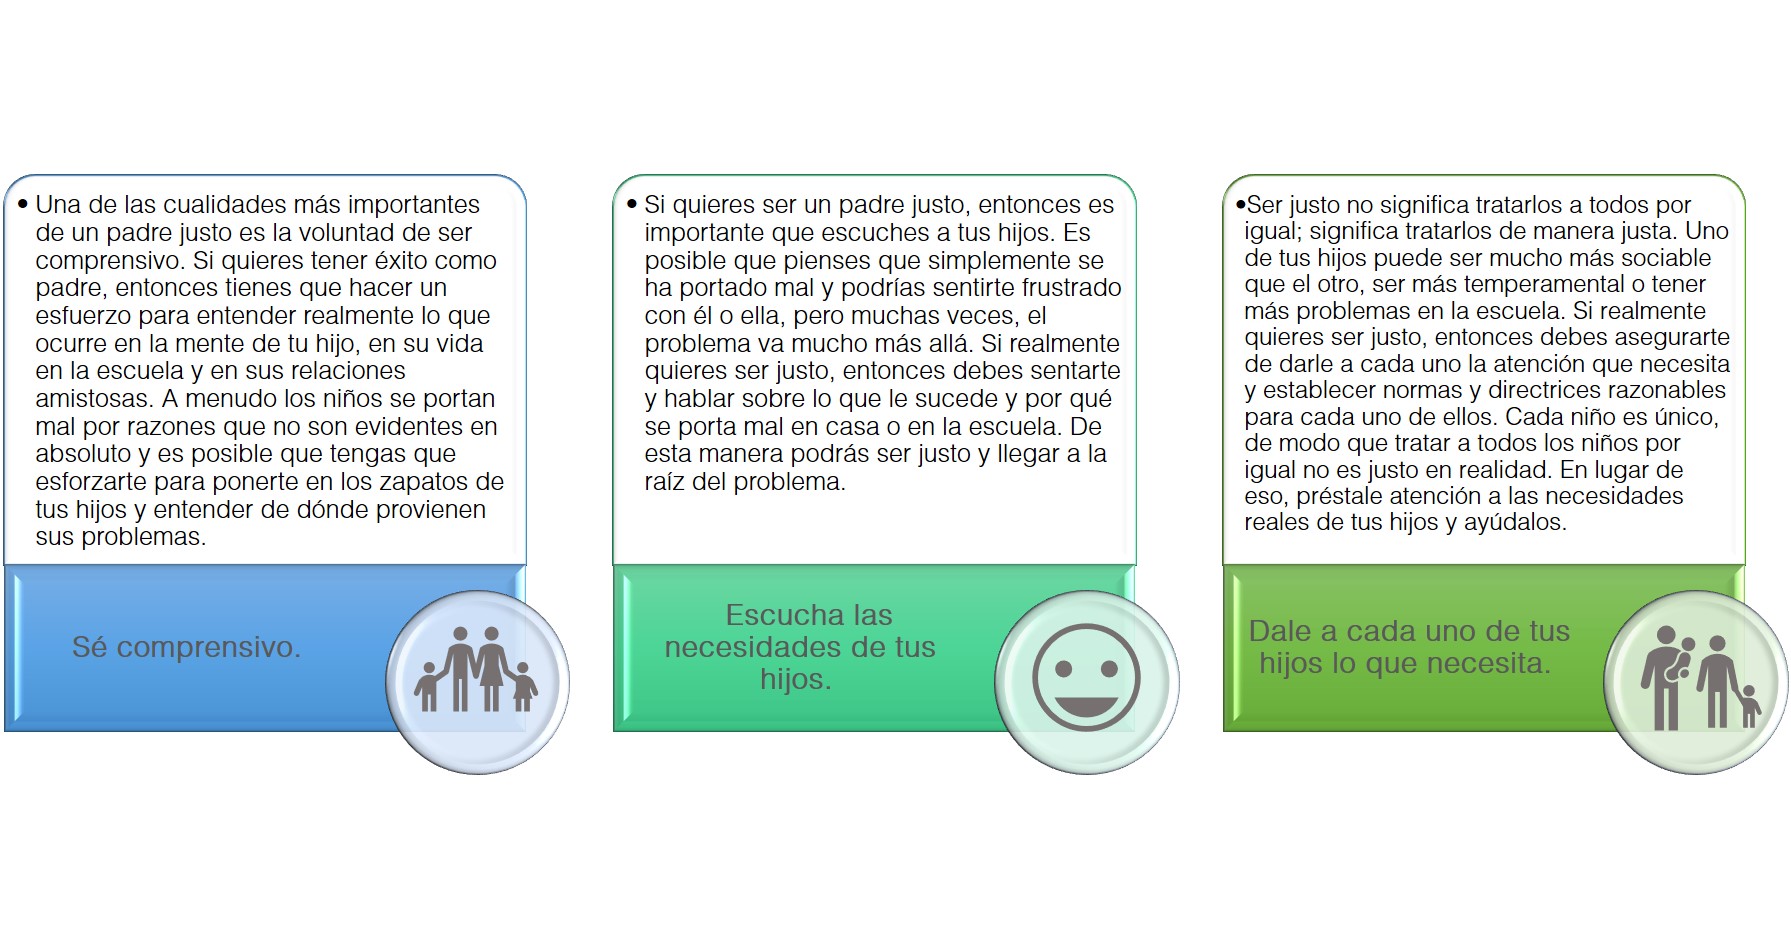 • Una de las cualidades más importantes
de un padre justo es la voluntad de ser
comprensivo. Si quieres tener éxito como
padre, entonces tienes que hacer un
esfuerzo para entender realmente lo que
ocurre en la mente de tu hijo, en su vida
en la escuela y en sus relaciones
amistosas. A menudo los niños se portan
mal por razones que no son evidentes en
absoluto y es posible que tengas que
esforzarte para ponerte en los zapatos de
tus hijos y entender de dónde provienen
sus problemas.
Sé comprensivo.
• Si quieres ser un padre justo, entonces es
importante que escuches a tus hijos. Es
posible que pienses que simplemente se
ha portado mal y podrías sentirte frustrado
con él o ella, pero muchas veces, el
problema va mucho más allá. Si realmente
quieres ser justo, entonces debes sentarte
y hablar sobre lo que le sucede y por qué
se porta mal en casa o en la escuela. De
esta manera podrás ser justo y llegar a la
raíz del problema.
Escucha las
necesidades de tus
hijos.
•Ser justo no significa tratarlos a todos por
igual; significa tratarlos de manera justa. Uno
de tus hijos puede ser mucho más sociable
que el otro, ser más temperamental o tener
más problemas en la escuela. Si realmente
quieres ser justo, entonces debes asegurarte
de darle a cada uno la atención que necesita
y establecer normas y directrices razonables
para cada uno de ellos. Cada niño es único,
de modo que tratar a todos los niños por
igual no es justo en realidad. En lugar de
eso, préstale atención a las necesidades
reales de tus hijos y ayúdalos.
Dale a cada uno de tus
hijos lo que necesita.